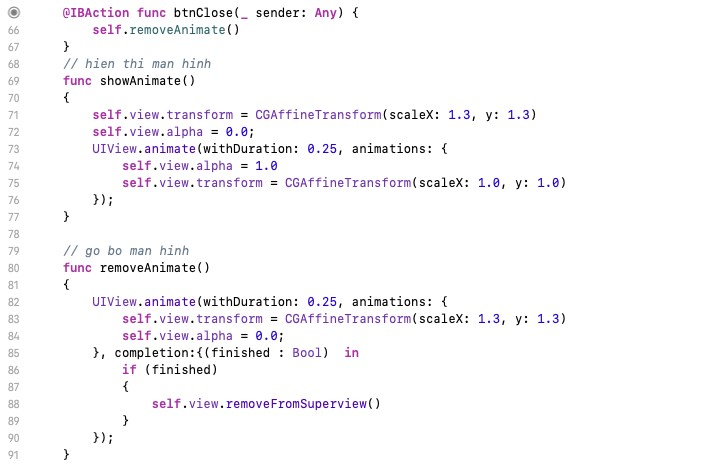 @IBAction func btnClose(_ sender: Any) {
66 self.removeAnimate()
67 }
68 // hien thi man hinh
69 func showAnimate()
70 {
71 self.view.transform = CGAffineTransform(scaleX: 1.3, y: 1.3)
72 self.view.alpha = 0.0;
73 UIView.animate(withDuration: 0.25, animations: {
74 self.view.alpha = 1.0
75 self.view.transform = CGAffineTransform(scaleX: 1.0, y: 1.0)
76 });
77 }
78
79 // go bo man hinh
80 func removeAnimate()
81 {
82 UIView.animate(withDuration: 0.25, animations: {
83 self.view.transform = CGAffineTransform(scaleX: 1.3, y: 1.3)
84 self.view.alpha = 0.0;
85 }, completion:{(finished : Bool)  in
86 if (finished)
87 {
88 self.view.removeFromSuperview()
89 }
90 });
91 }